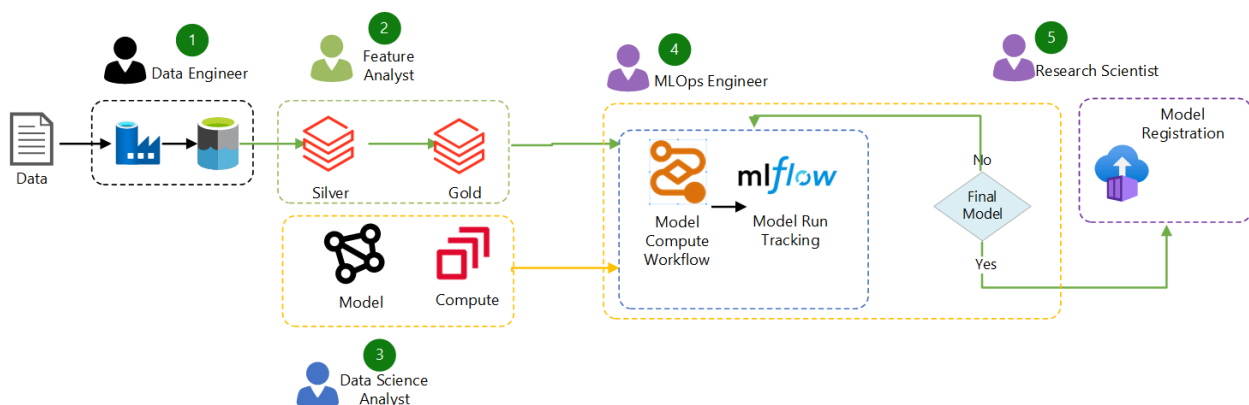 1
Data Engineer
2
Feature
Analyst
4
MLOps Engineer
5
Research Scientist
Data
Silver
Gold
Model
Compute
3
Data Science
Analyst
Model
Compute
Workflow
mlflow
Model Run
Tracking
No
Final
Model
Yes
Model
Registration